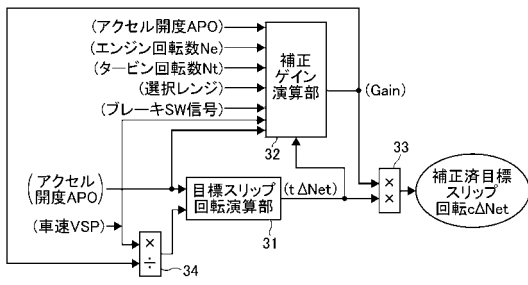 (アクセル開度APO)
(エンジン回転数Ne)
(タービン回転数Nt)
(選択レンジ)
(ブレーキSW信号)
補正
ゲイン
演算部
32
(Gain)
33
(アクセル
開度APO)
目標スリップ
回転演算部
31
(tΔNet)
×
×
補正済目標
スリップ
回転cΔNet
(車速VSP)
×
÷
34